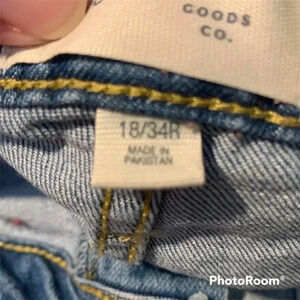 GOODS
CO.
18/34R
MADE IN
PAKISTAN
PhotoRoom®